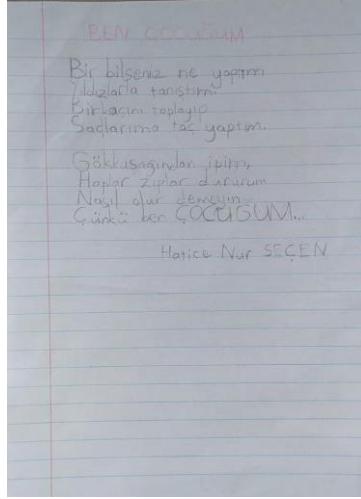 BEN ÇOCUĞUM
Bir bilseniz ne yaptım
Yıldızlarla tanıştım.
Birkaçını toplayıp
Saçlarıma taç yaptım.
Gökkuşağından ipim,
Hoplar zıplar dururum
Nasıl olur demeyin
Çünkü ben ÇOCUĞUM...
Hatice Nur SEÇEN